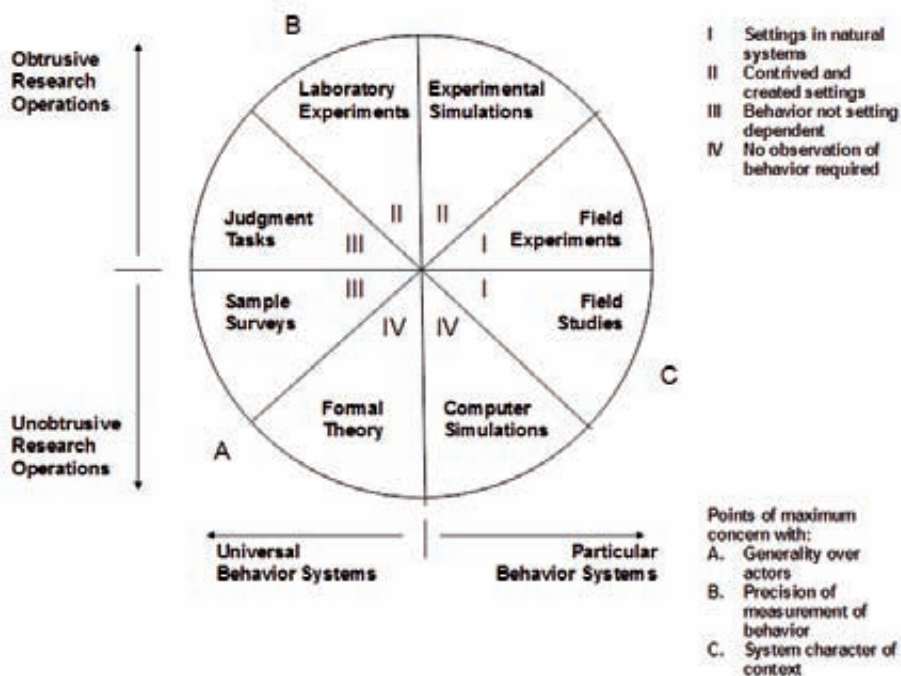 B
Obtrusive
Research
Operations
Laboratory
Experiments
Experimental
Simulations
I Settings in natural
systems
II Contrived and
created settings
III Behavior not setting
dependent
IV No observation of
behavior required
Judgment
Tasks
II
II
III
I
Field
Experiments
Sample
Surveys
III
I
Field
Studies
IV
IV
C
Unobtrusive
Research
Operations
A
Formal
Theory
Computer
Simulations
Universal
Behavior Systems
Particular
Behavior Systems
Points of maximum
concern with:
A. Generality over
actors
B. Precision of
measurement of
behavior
C. System character of
context